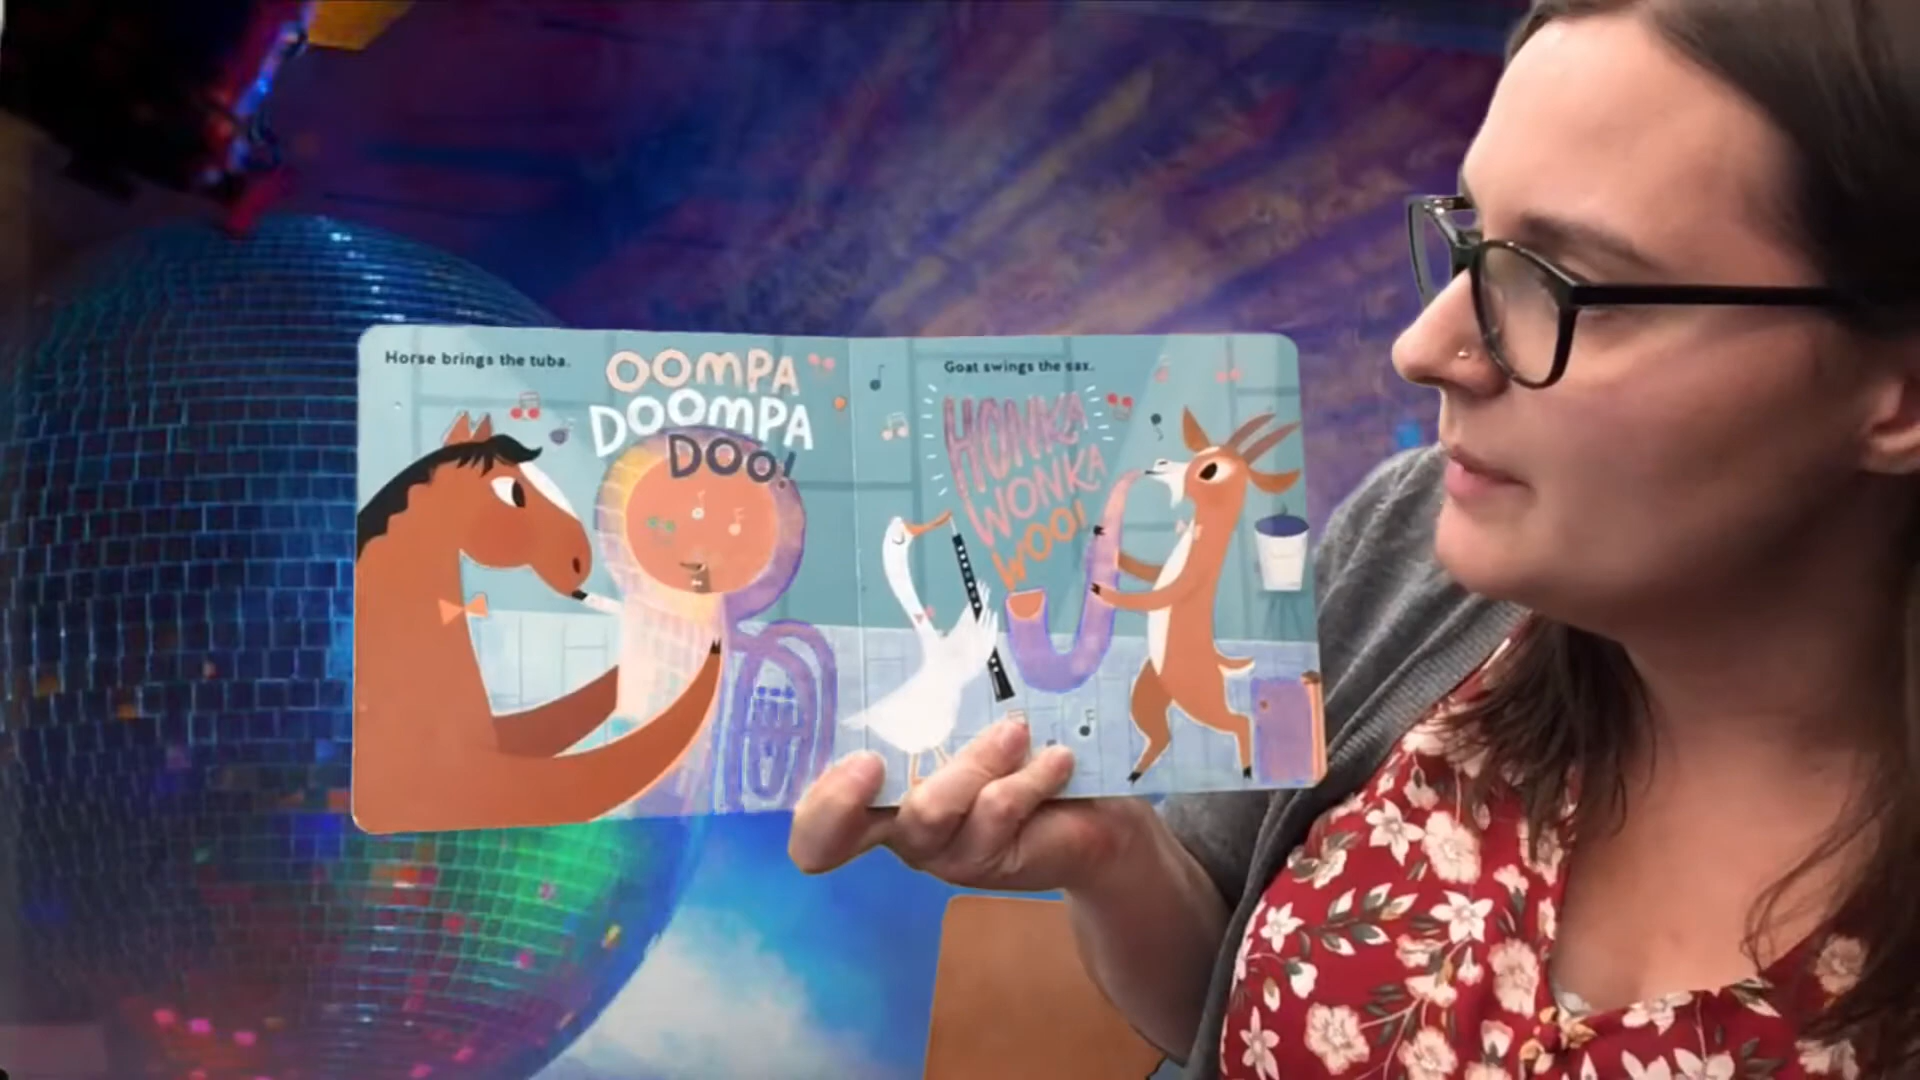 Horse brings the tuba.
OOMPA
DOOMPA
DOO!
Goat swings the sax.
HONKA
WONKA
WOO!